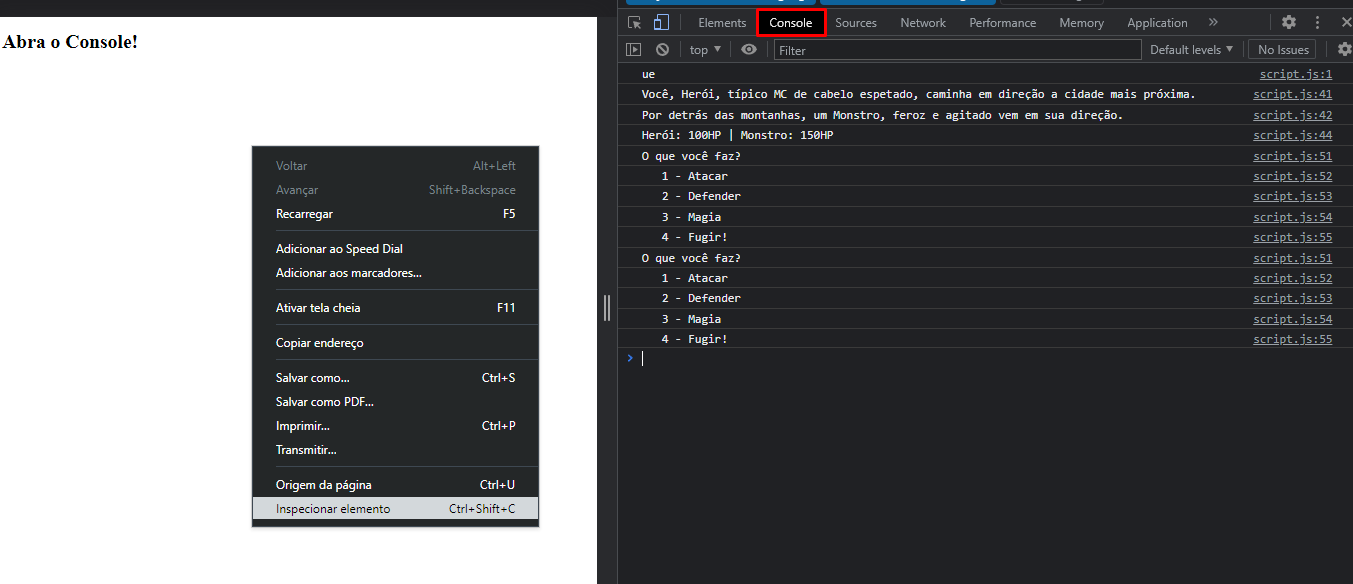 Abra o Console!
Voltar Alt+Left
Avançar Shift+Backspace
Recarregar F5
Adicionar ao Speed Dial
Adicionar aos marcadores...
Ativar tela cheia F11
Copiar endereço
Salvar como... Ctrl+S
Salvar como PDF...
Imprimir... Ctrl+P
Transmitir...
Origem da página Ctrl+U
Inspecionar elemento Ctrl+Shift+C
Elements Console Sources Network Performance Memory Application »
top ▼ Filter Default levels ▼ No Issues
ue script.js:1
Você, Herói, típico MC de cabelo espetado, caminha em direção a cidade mais próxima. script.js:41
Por detrás das montanhas, um Monstro, feroz e agitado vem em sua direção. script.js:42
Herói: 100HP | Monstro: 150HP script.js:44
O que você faz? script.js:51
1 - Atacar script.js:52
2 - Defender script.js:53
3 - Magia script.js:54
4 - Fugir! script.js:55
O que você faz? script.js:51
1 - Atacar script.js:52
2 - Defender script.js:53
3 - Magia script.js:54
4 - Fugir! script.js:55
>